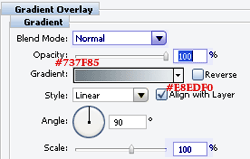 Gradient Overlay
Gradient
Blend Mode: Normal
Opacity: 100 %
#737F85
Gradient: Reverse
#E8EDF0
Style: Linear Align with Layer
Angle: 90 °
Scale: 100 %